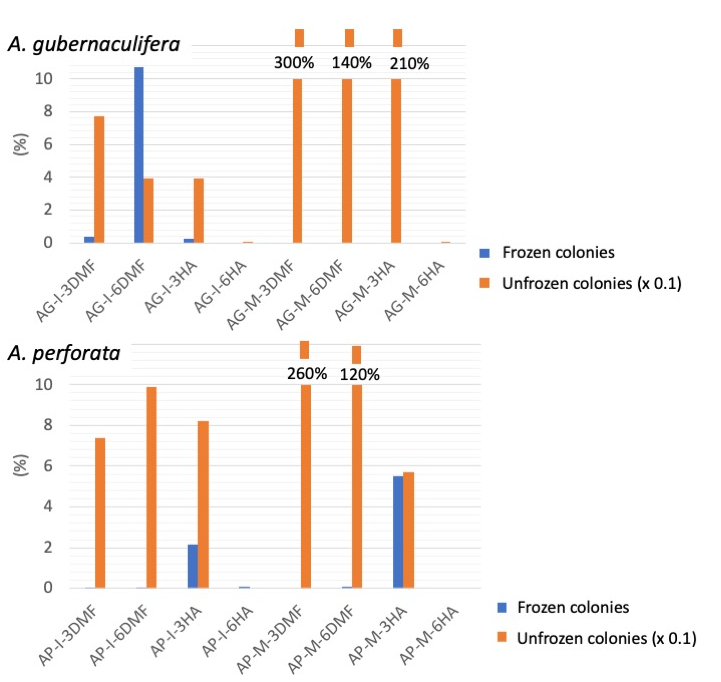 A. gubernaculifera
300% 140% 210%
10
8
6
4
2
0
(%)
AG-I-3DMF
AG-I-6DMF
AG-I-3HA
AG-I-6HA
AG-M-3DMF
AG-M-6DMF
AG-M-3HA
AG-M-6HA
Frozen colonies
Unfrozen colonies (x 0.1)
A. perforata
260% 120%
10
8
6
4
2
0
(%)
AP-I-3DMF
AP-I-6DMF
AP-I-3HA
AP-I-6HA
AP-M-3DMF
AP-M-6DMF
AP-M-3HA
AP-M-6HA
Frozen colonies
Unfrozen colonies (x 0.1)